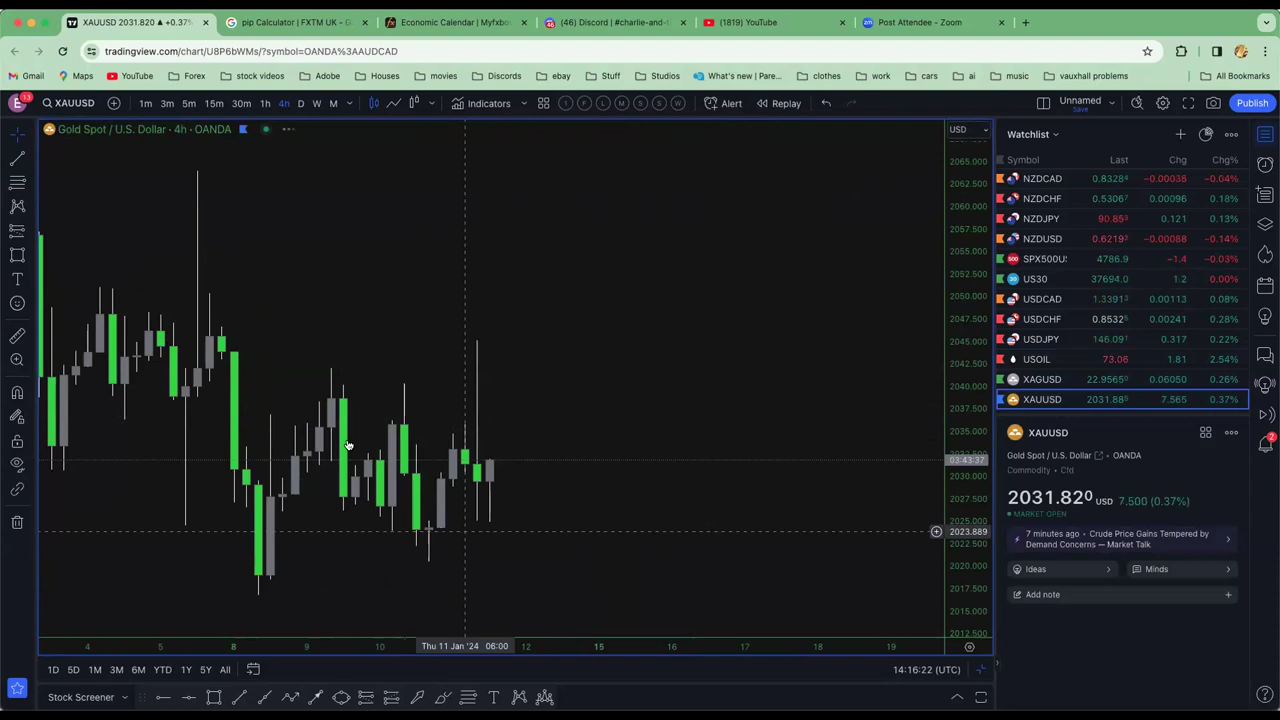 XAUUSD 2031.820 ▲ +0.37%
pip Calculator | FXTM UK – G
Economic Calendar | Myfxbo
(46) Discord | #charlie-and-t
(1819) YouTube
Post Attendee - Zoom
tradingview.com/chart/U8P6bWMs/?symbol=OANDA%3AAUDCAD
Gmail Maps YouTube Forex stock videos Adobe Houses movies Discords ebay Stuff Studios What's new | Pare... clothes work cars ai music vauxhall problems All Bookmarks
13 XAUUSD 1m 3m 5m 15m 30m 1h 4h D W M Indicators 1 F L M S S W Alert Replay Unnamed Save Publish
Gold Spot / U.S. Dollar · 4h · OANDA
USD
2065.000
2062.500
2060.000
2057.500
2055.000
2052.500
2050.000
2047.500
2045.000
2042.500
2040.000
2037.500
2035.000
03:43:37
2030.000
2027.500
2025.000
2023.889
2022.500
2020.000
2017.500
2015.000
2012.500
4 5 8 9 10 Thu 11 Jan '24 06:00 12 15 16 17 18 19
1D 5D 1M 3M 6M YTD 1Y 5Y All 14:16:22 (UTC)
Stock Screener
Watchlist
Symbol Last Chg Chg%
NZDCAD 0.83284 −0.00036 −0.04%
NZDCHF 0.53067 0.00096 0.18%
NZDJPY 90.853 0.121 0.13%
NZDUSD 0.62193 −0.00088 −0.14%
500 SPX500U 4786.9 −1.4 −0.03%
30 US30 37694.0 1.2 0.00%
USDCAD 1.33913 0.00113 0.08%
USDCHF 0.85325 0.00241 0.28%
USDJPY 146.091 0.317 0.22%
USOIL 73.06 1.81 2.54%
XAGUSD 22.95650 0.06050 0.26%
XAUUSD 2031.885 7.565 0.37%
XAUUSD
Gold Spot / U.S. Dollar · OANDA
Commodity · Cfd
2031.820 USD 7.500 (0.37%)
MARKET OPEN
7 minutes ago · Crude Price Gains Tempered by
Demand Concerns — Market Talk
Ideas Minds
Add note
2